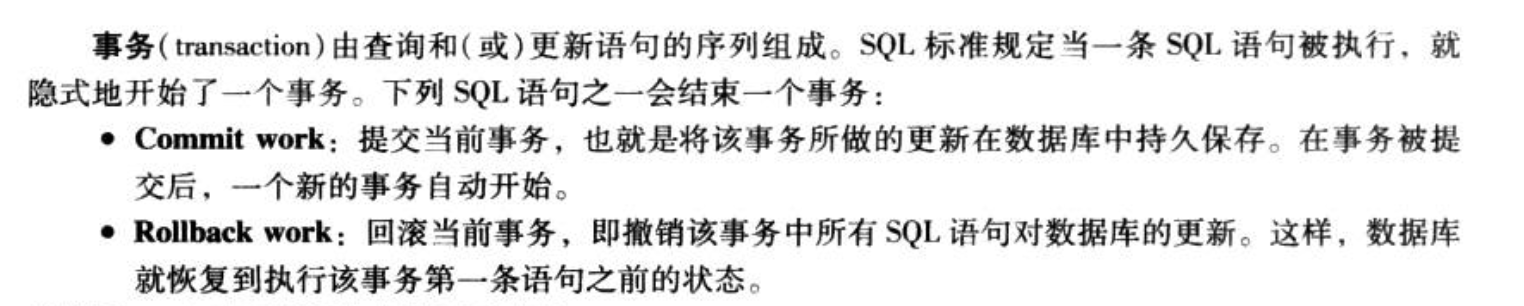 事务(transaction)由查询和(或)更新语句的序列组成。SQL 标准规定当一条 SQL 语句被执行，就
隐式地开始了一个事务。下列 SQL 语句之一会结束一个事务：
• Commit work：提交当前事务，也就是将该事务所做的更新在数据库中持久保存。在事务被提
交后，一个新的事务自动开始。
• Rollback work：回滚当前事务，即撤销该事务中所有 SQL 语句对数据库的更新。这样，数据库
就恢复到执行该事务第一条语句之前的状态。